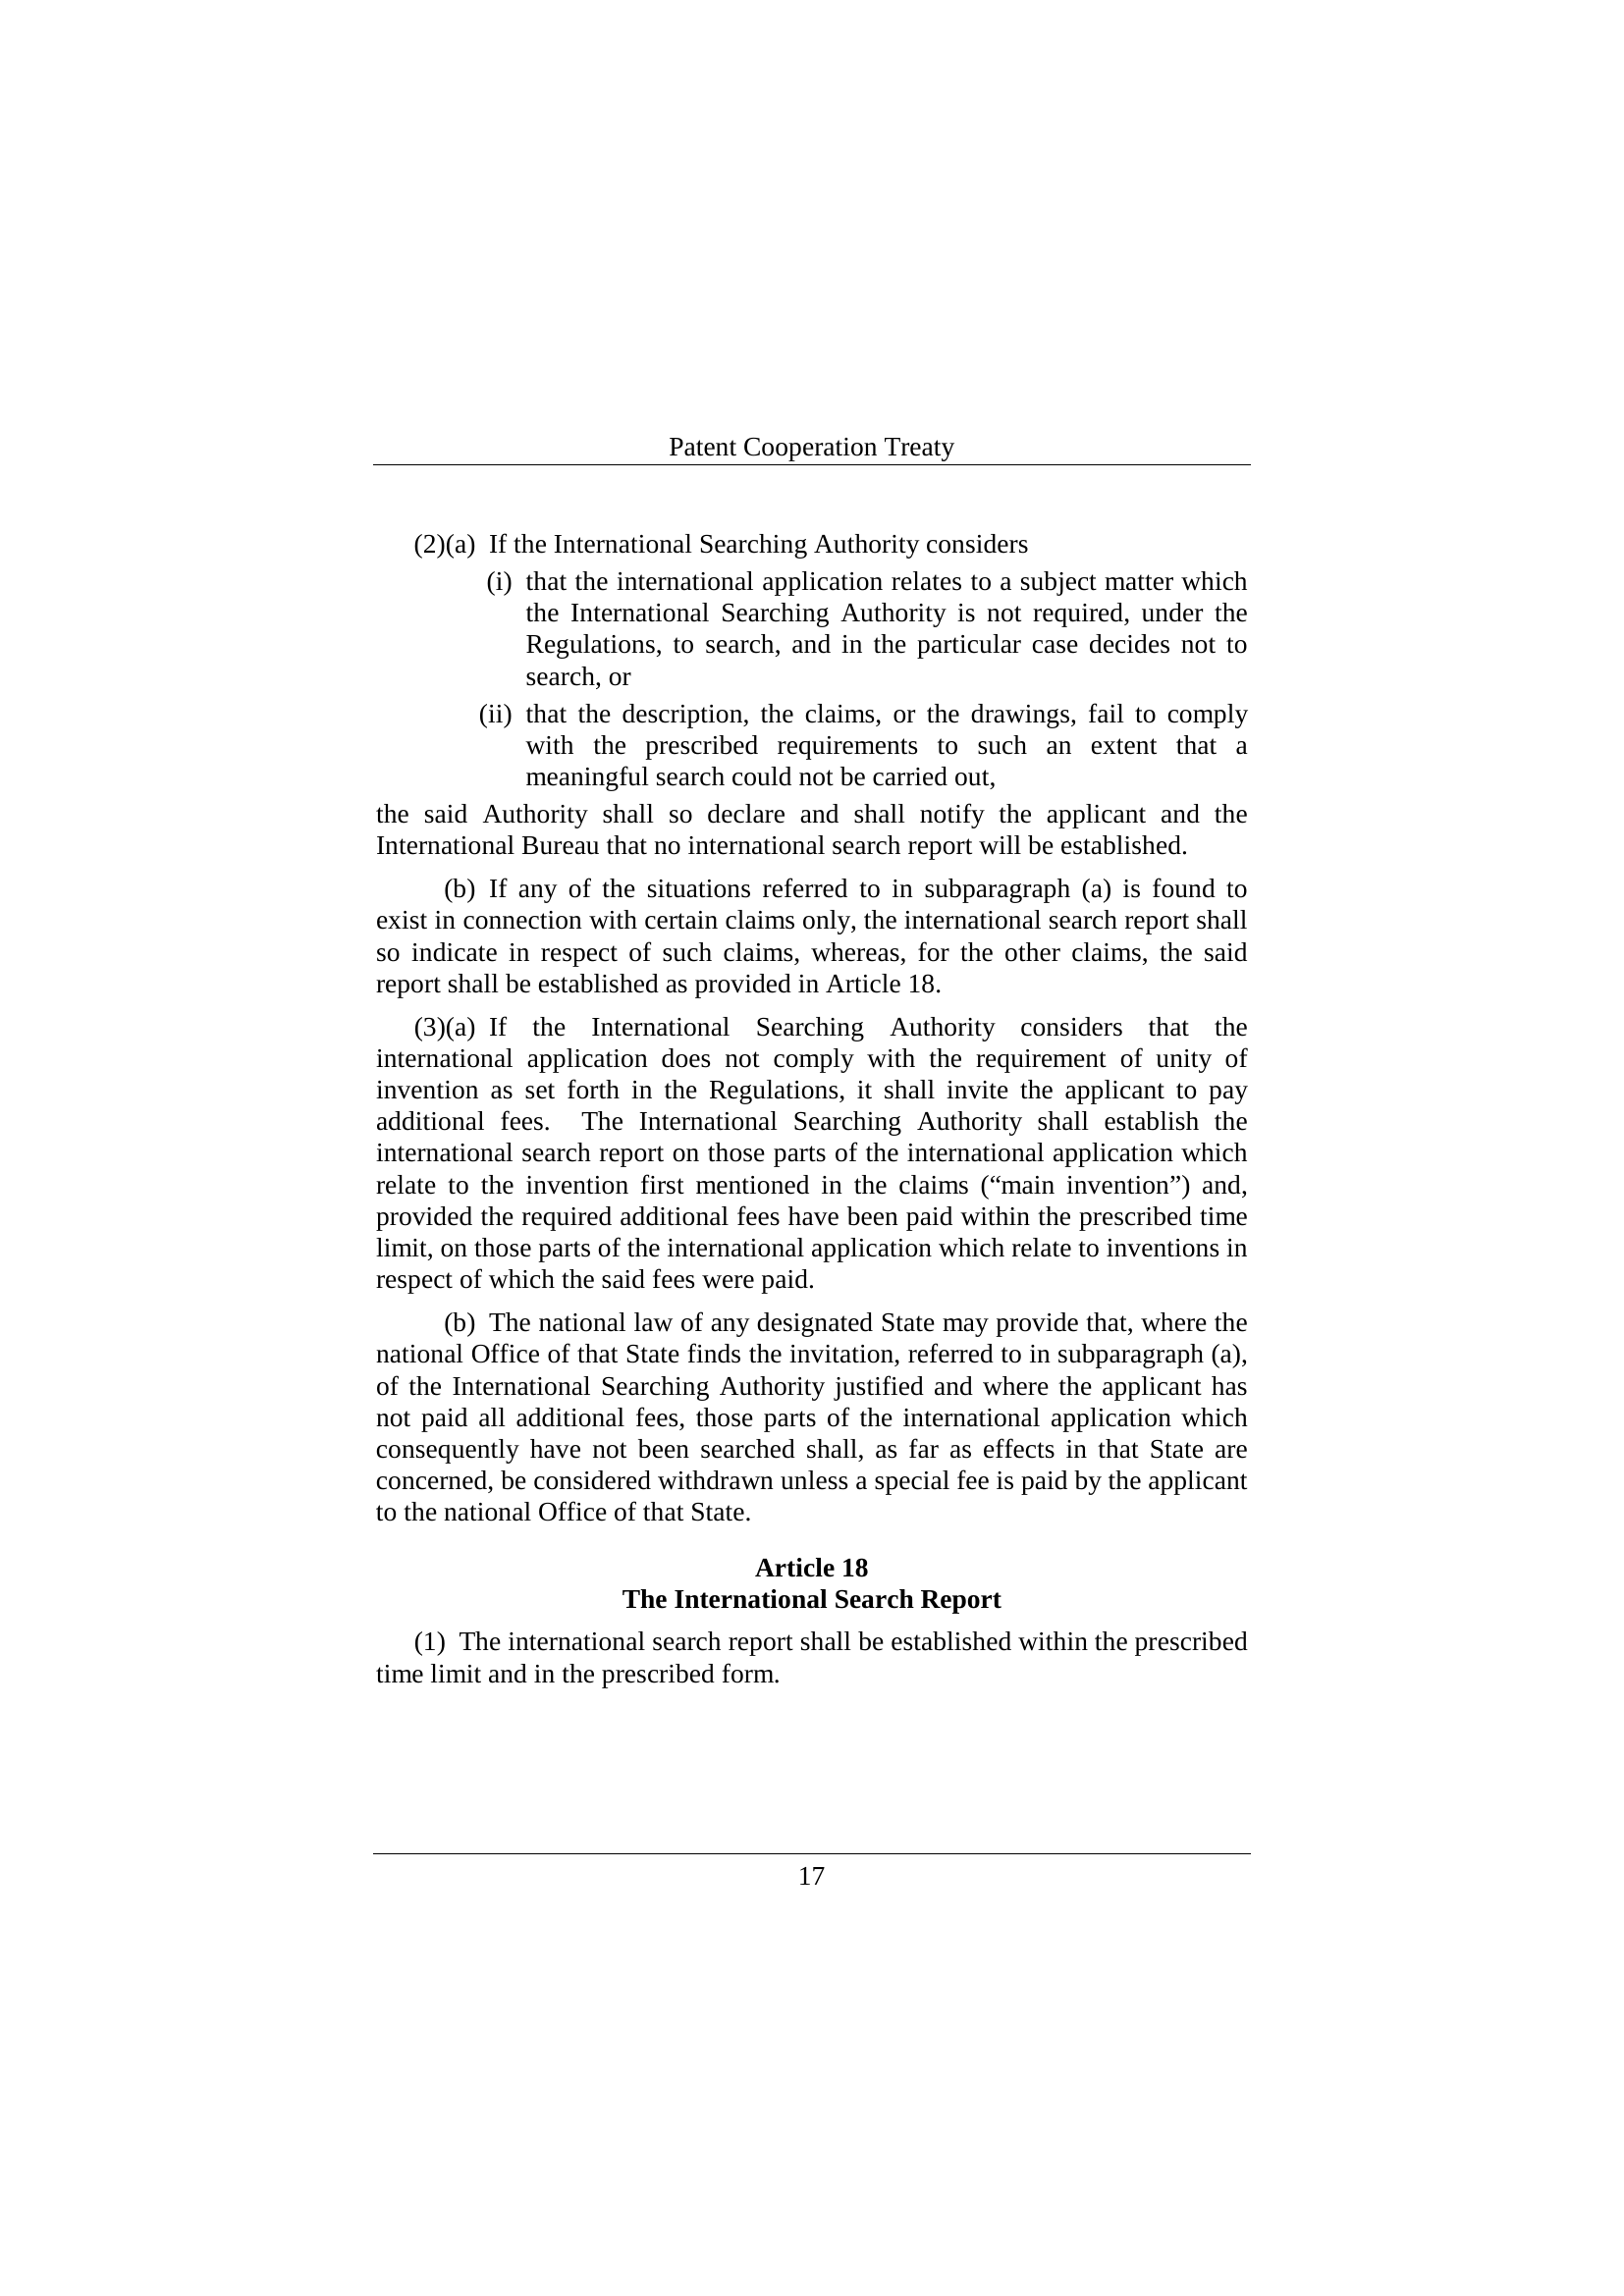 Patent Cooperation Treaty
(2)(a) If the International Searching Authority considers
(i) that the international application relates to a subject matter which
the International Searching Authority is not required, under the
Regulations, to search, and in the particular case decides not to
search, or
(ii) that the description, the claims, or the drawings, fail to comply
with the prescribed requirements to such an extent that a
meaningful search could not be carried out,
the said Authority shall so declare and shall notify the applicant and the
International Bureau that no international search report will be established.
(b) If any of the situations referred to in subparagraph (a) is found to
exist in connection with certain claims only, the international search report shall
so indicate in respect of such claims, whereas, for the other claims, the said
report shall be established as provided in Article 18.
(3)(a) If the International Searching Authority considers that the
international application does not comply with the requirement of unity of
invention as set forth in the Regulations, it shall invite the applicant to pay
additional fees. The International Searching Authority shall establish the
international search report on those parts of the international application which
relate to the invention first mentioned in the claims (“main invention”) and,
provided the required additional fees have been paid within the prescribed time
limit, on those parts of the international application which relate to inventions in
respect of which the said fees were paid.
(b) The national law of any designated State may provide that, where the
national Office of that State finds the invitation, referred to in subparagraph (a),
of the International Searching Authority justified and where the applicant has
not paid all additional fees, those parts of the international application which
consequently have not been searched shall, as far as effects in that State are
concerned, be considered withdrawn unless a special fee is paid by the applicant
to the national Office of that State.
Article 18
The International Search Report
(1) The international search report shall be established within the prescribed
time limit and in the prescribed form.
17